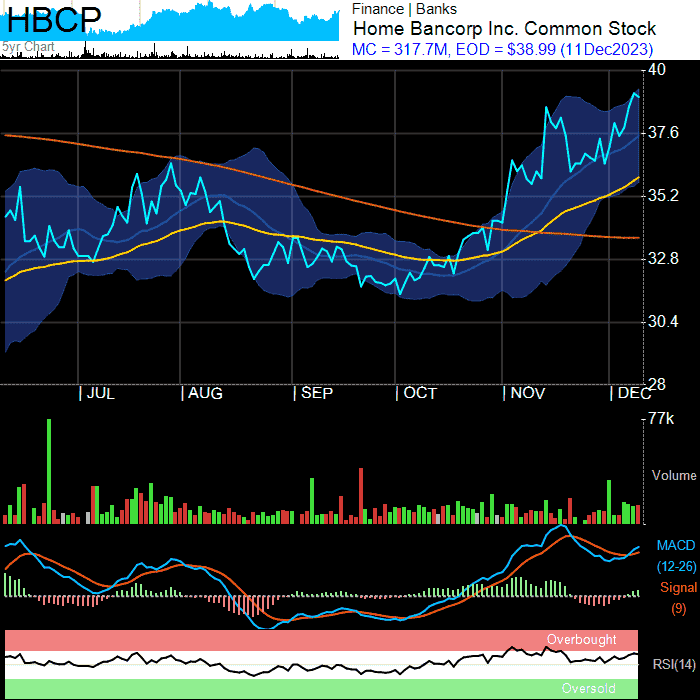 HBCP
5yr Chart
Finance | Banks
Home Bancorp Inc. Common Stock
MC = 317.7M, EOD = $38.99 (11Dec2023)
40
37.6
35.2
32.8
30.4
28
| JUL | AUG | SEP | OCT | NOV | DEC
77k
Volume
MACD
(12-26)
Signal
(9)
Overbought
RSI(14)
Oversold